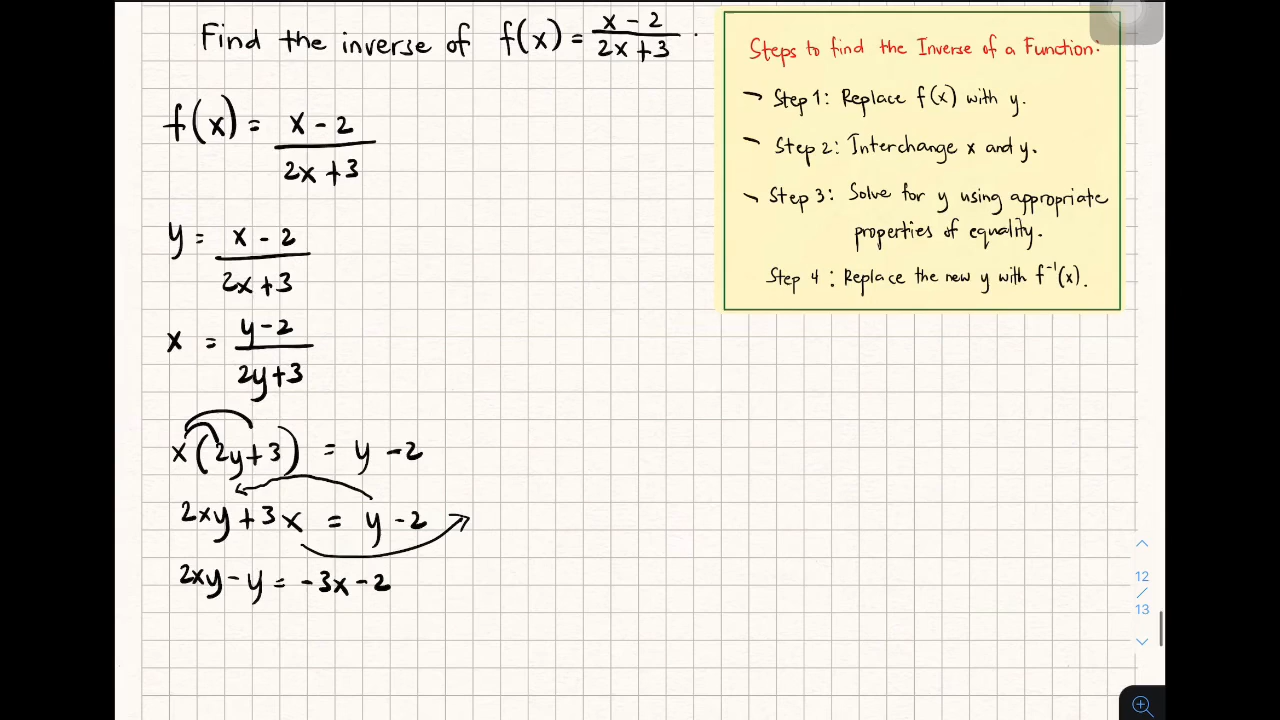 Find the inverse of f(x) = (x - 2)/(2x + 3).
f(x) = (x - 2)/(2x + 3)
y = (x - 2)/(2x + 3)
x = (y - 2)/(2y + 3)
x(2y + 3) = y - 2
2xy + 3x = y - 2
2xy - y = -3x - 2
Steps to find the Inverse of a Function:
Step 1: Replace f(x) with y.
Step 2: Interchange x and y.
Step 3: Solve for y using appropriate
properties of equality.
Step 4: Replace the new y with f⁻¹(x).
12
/
13